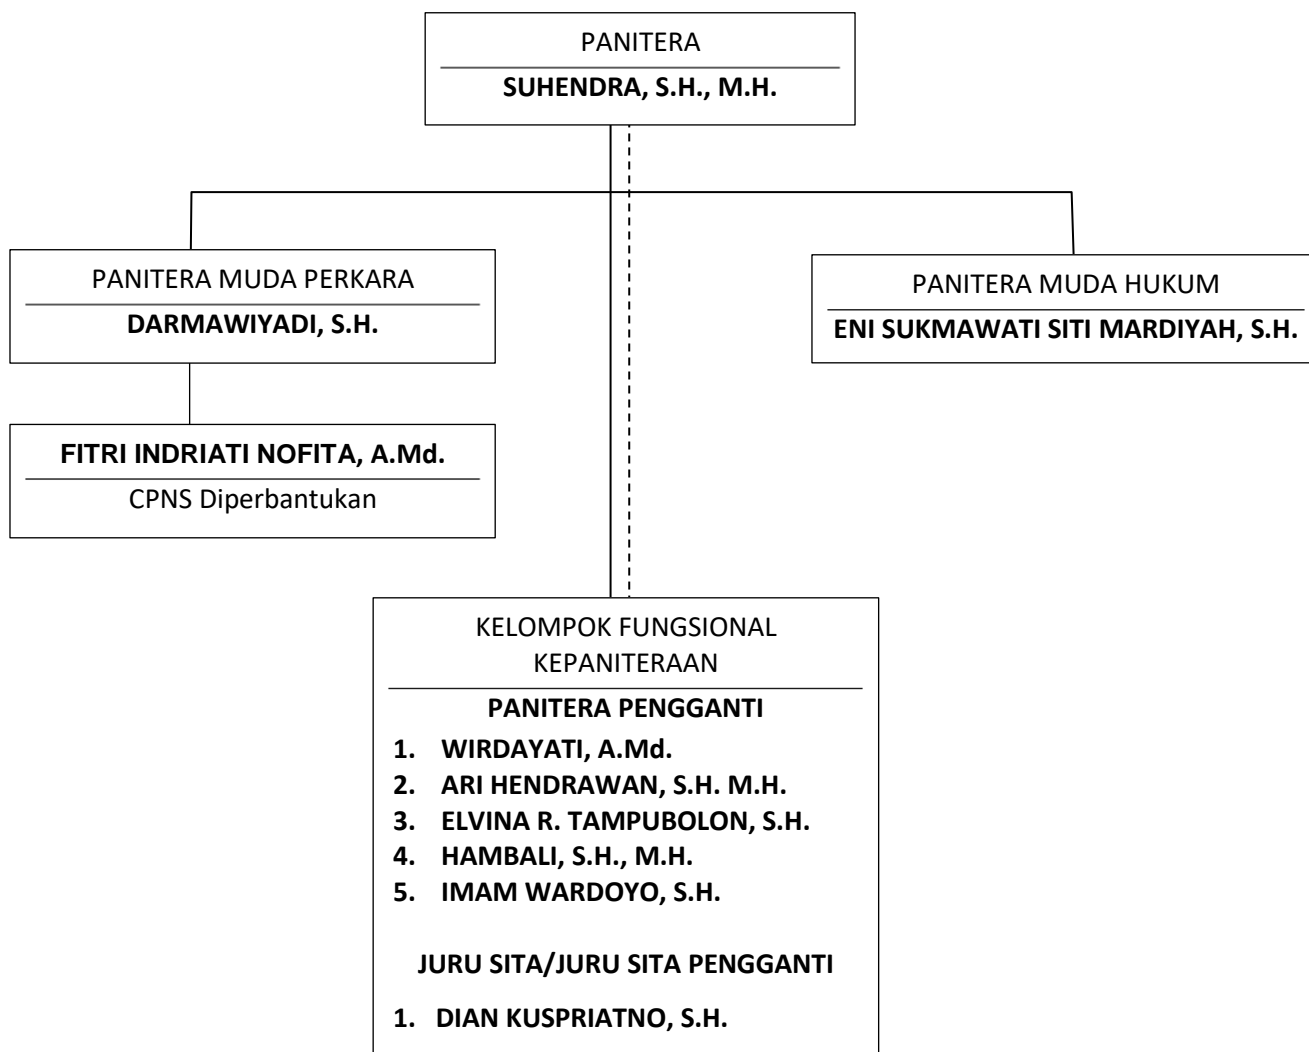 PANITERA
SUHENDRA, S.H., M.H.
PANITERA MUDA PERKARA
DARMAWIYADI, S.H.
PANITERA MUDA HUKUM
ENI SUKMAWATI SITI MARDIYAH, S.H.
FITRI INDRIATI NOFITA, A.Md.
CPNS Diperbantukan
KELOMPOK FUNGSIONAL
KEPANITERAAN
PANITERA PENGGANTI
1. WIRDAYATI, A.Md.
2. ARI HENDRAWAN, S.H. M.H.
3. ELVINA R. TAMPUBOLON, S.H.
4. HAMBALI, S.H., M.H.
5. IMAM WARDOYO, S.H.
JURU SITA/JURU SITA PENGGANTI
1. DIAN KUSPRIATNO, S.H.